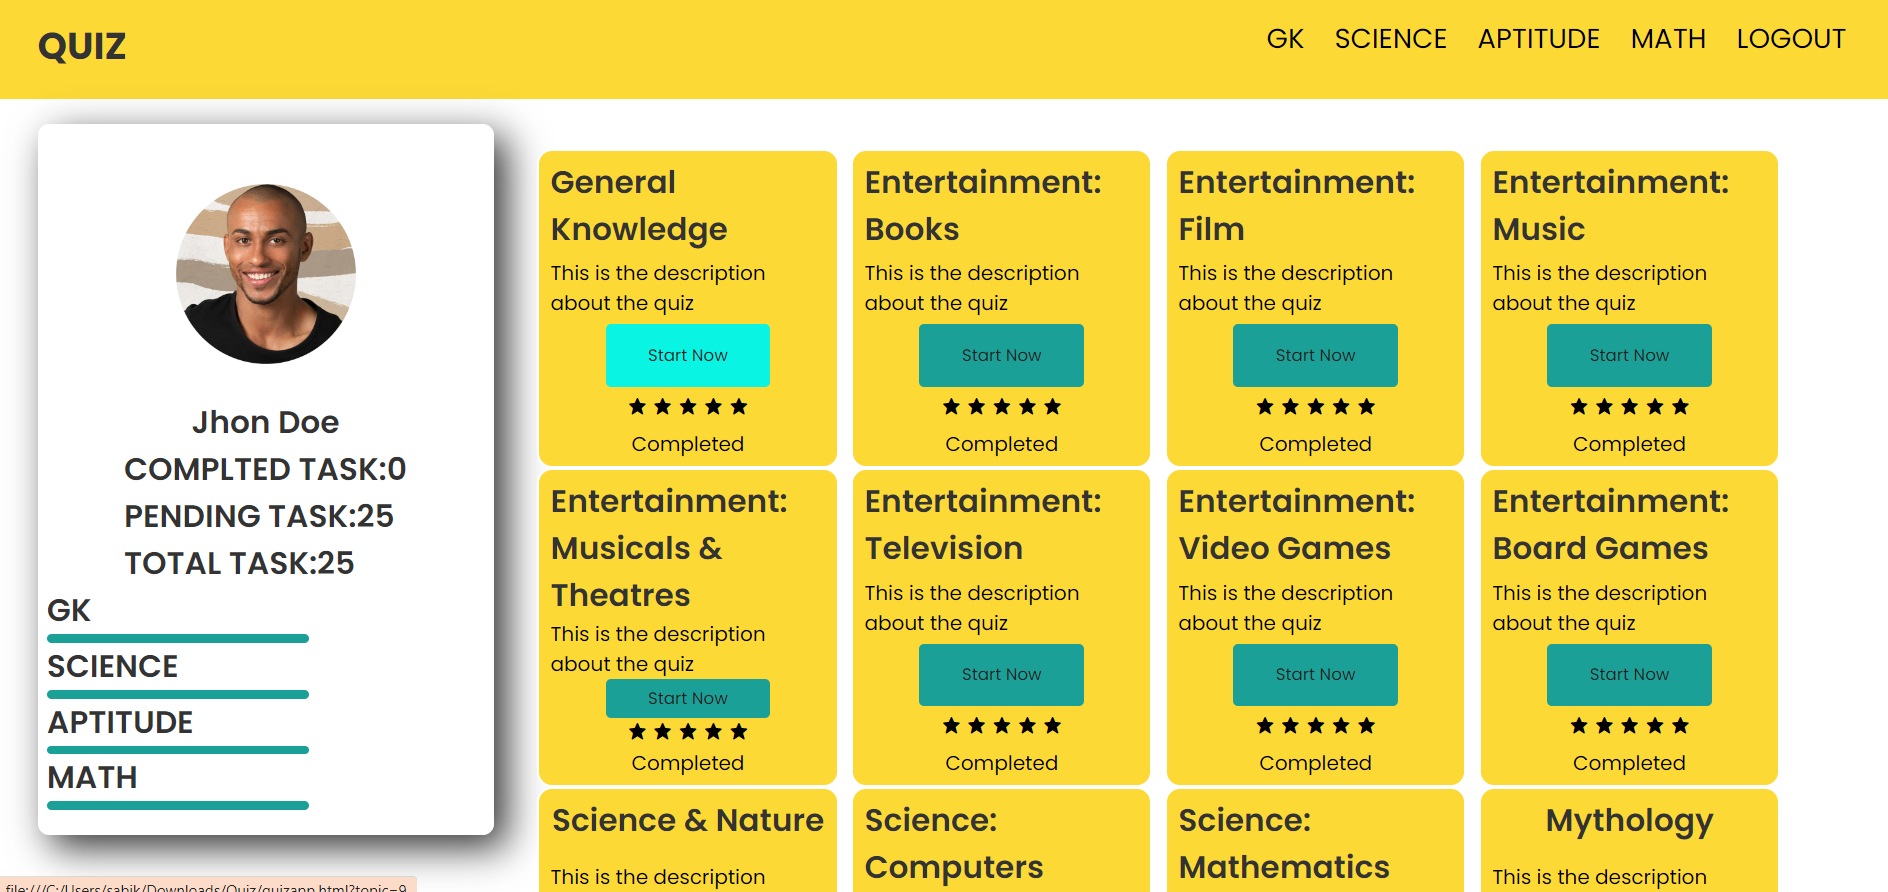 QUIZ
GK SCIENCE APTITUDE MATH LOGOUT
Jhon Doe
COMPLTED TASK:0
PENDING TASK:25
TOTAL TASK:25
GK
SCIENCE
APTITUDE
MATH
General
Knowledge
This is the description
about the quiz
Start Now
Completed
Entertainment:
Books
This is the description
about the quiz
Start Now
Completed
Entertainment:
Film
This is the description
about the quiz
Start Now
Completed
Entertainment:
Music
This is the description
about the quiz
Start Now
Completed
Entertainment:
Musicals &
Theatres
This is the description
about the quiz
Start Now
Completed
Entertainment:
Television
This is the description
about the quiz
Start Now
Completed
Entertainment:
Video Games
This is the description
about the quiz
Start Now
Completed
Entertainment:
Board Games
This is the description
about the quiz
Start Now
Completed
Science & Nature
This is the description
Science:
Computers
Science:
Mathematics
Mythology
This is the description
file:///C:/Users/sabik/Downloads/Quiz/quizapp.html?topic=9